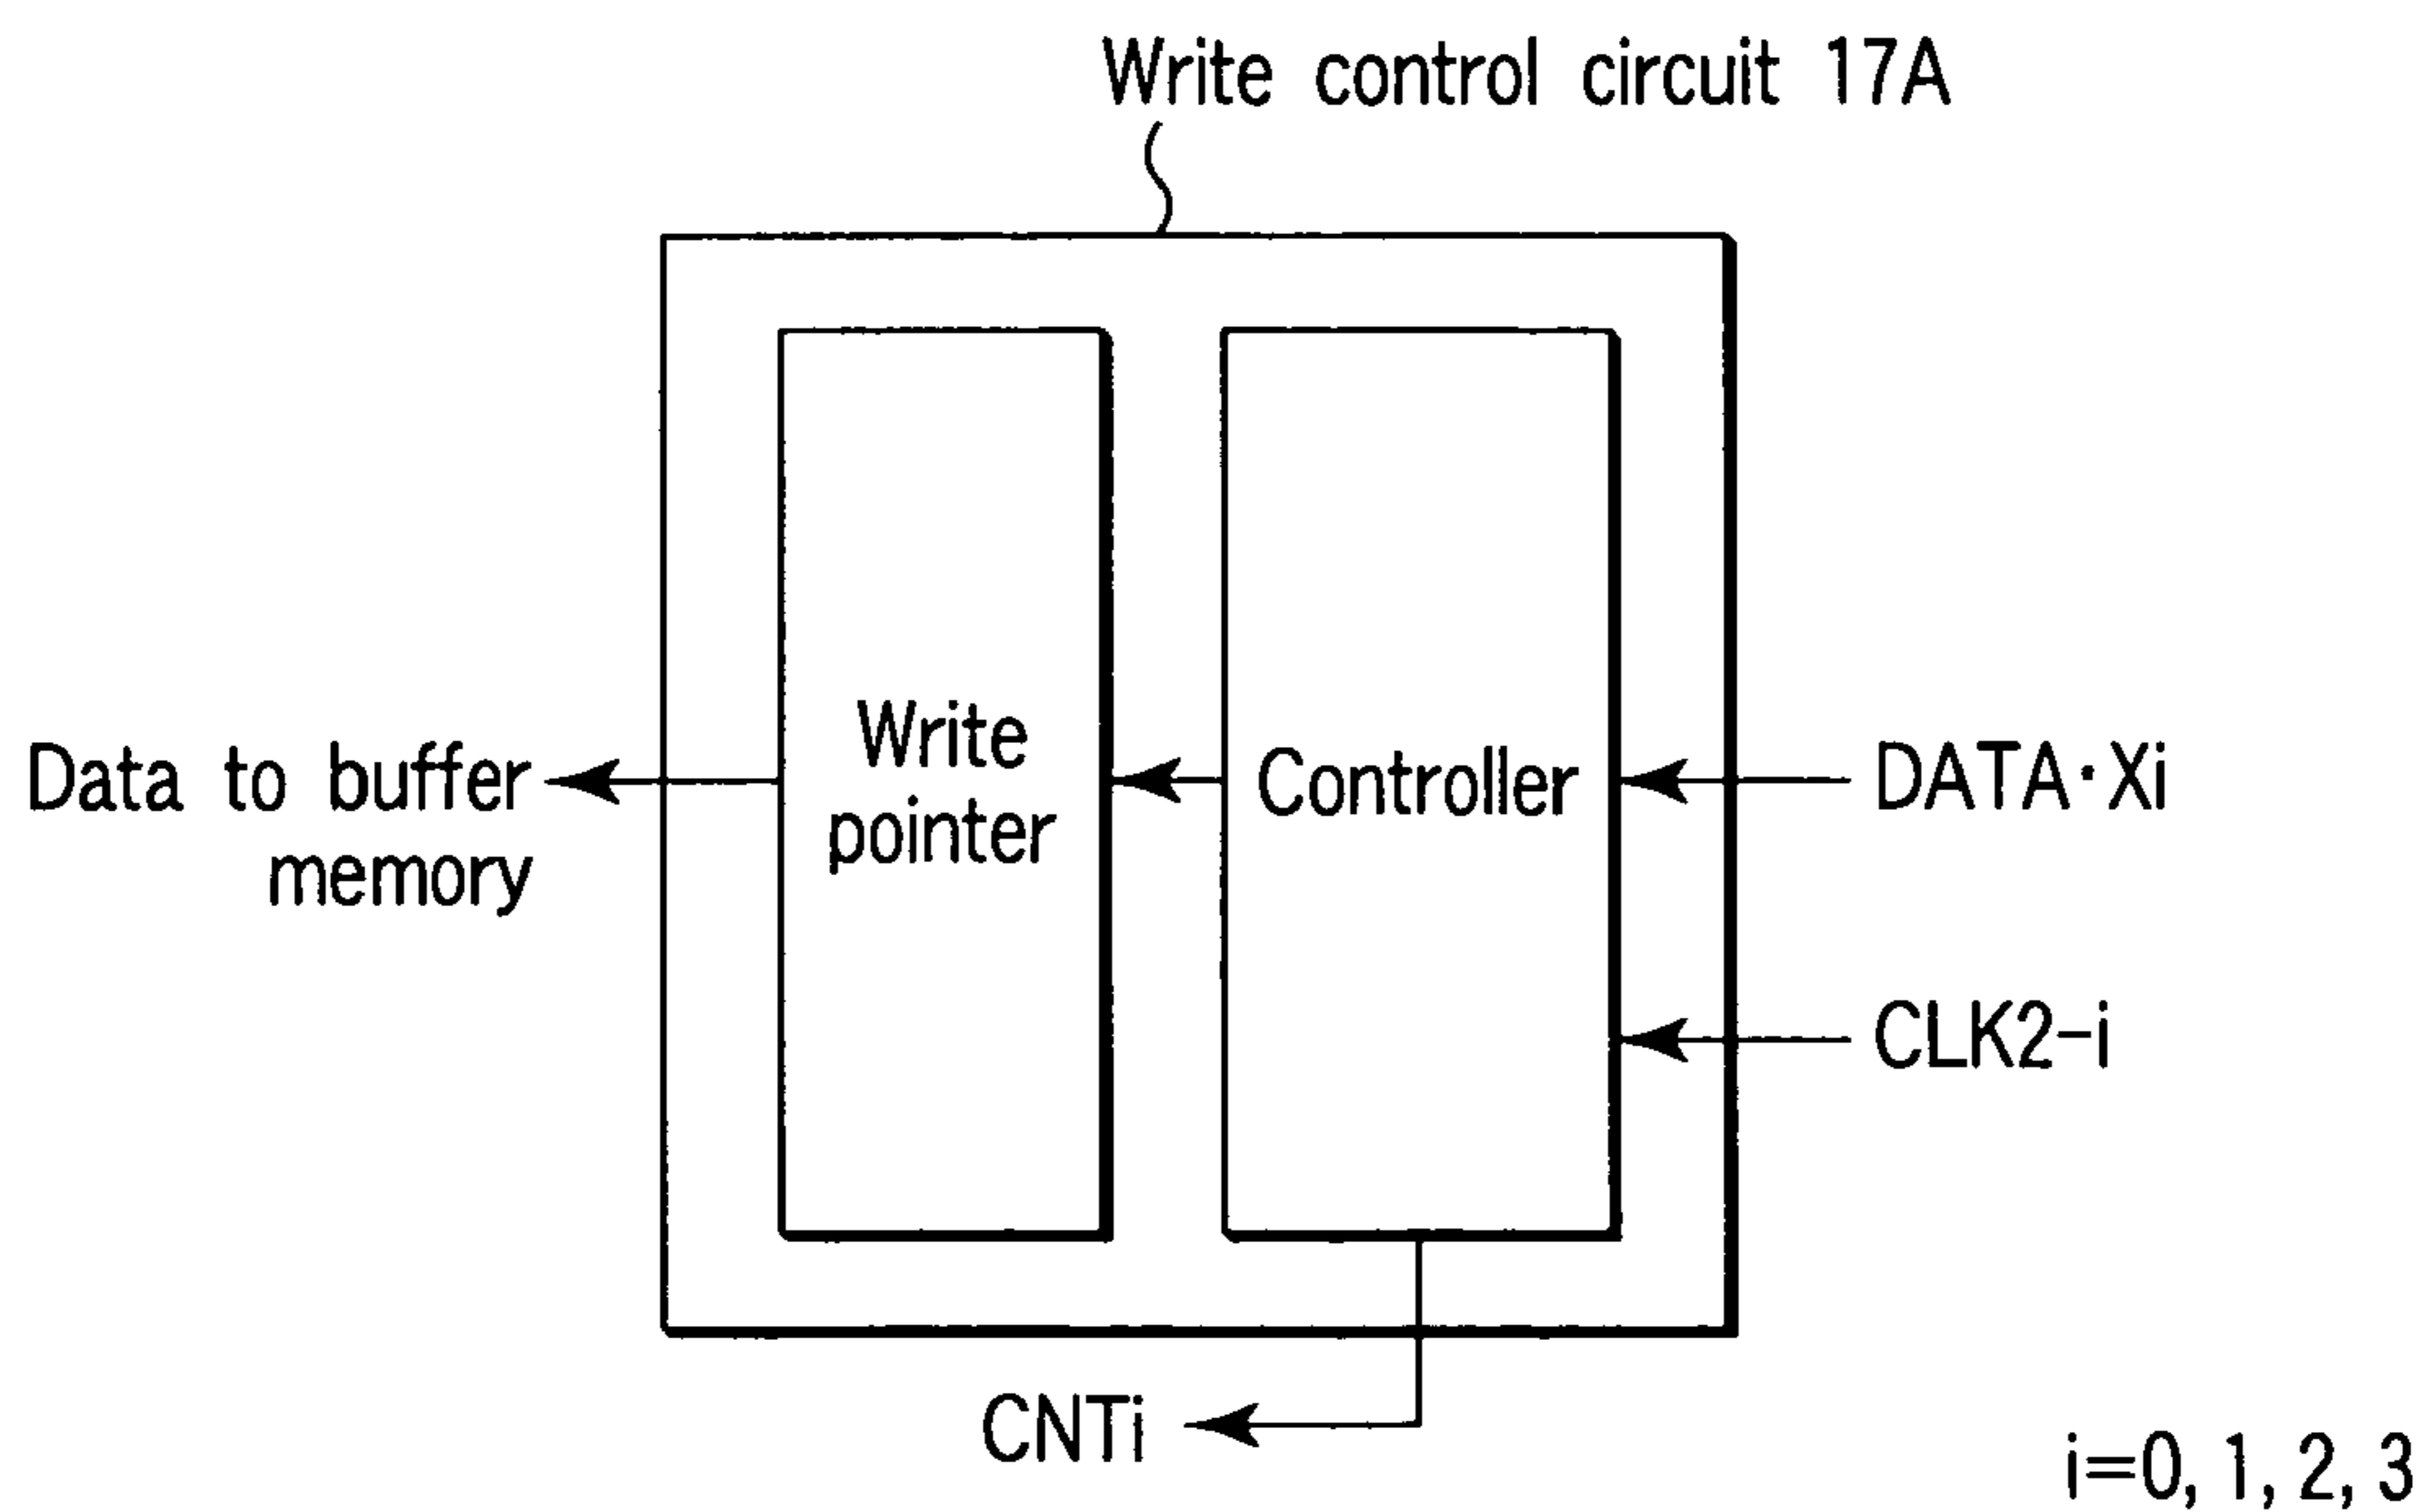 Write control circuit 17A
Write
pointer
Controller
Data to buffer
memory
DATA·Xi
CLK2-i
CNTi
i=0, 1, 2, 3